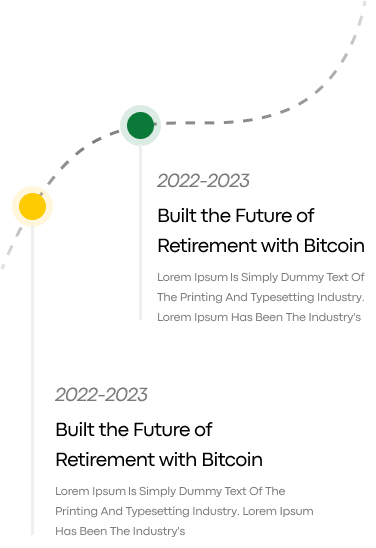 2022-2023
Built the Future of
Retirement with Bitcoin
Lorem Ipsum Is Simply Dummy Text Of
The Printing And Typesetting Industry.
Lorem Ipsum Has Been The Industry's
2022-2023
Built the Future of
Retirement with Bitcoin
Lorem Ipsum Is Simply Dummy Text Of The
Printing And Typesetting Industry. Lorem Ipsum
Has Been The Industry's